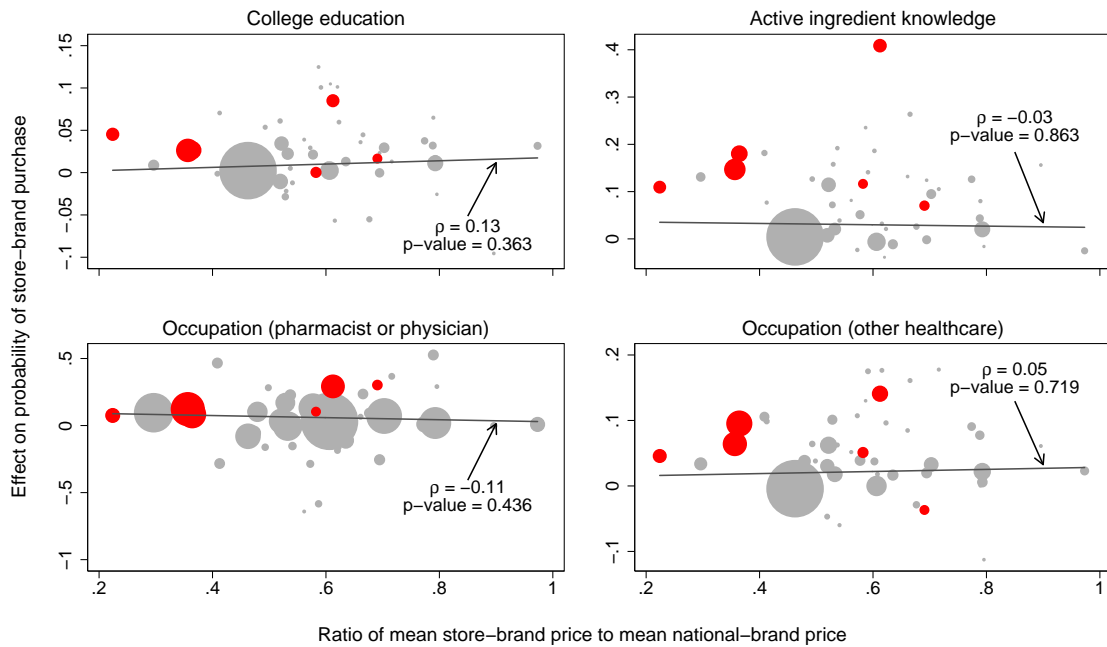 College education
Active ingredient knowledge
Effect on probability of store−brand purchase
.15
.1
.05
0
−.05
−.1
ρ = 0.13
p−value = 0.363
.4
.3
.2
.1
0
ρ = −0.03
p−value = 0.863
Occupation (pharmacist or physician)
Occupation (other healthcare)
.5
0
−.5
−1
ρ = −0.11
p−value = 0.436
.2 .4 .6 .8 1
.2
.1
0
−.1
ρ = 0.05
p−value = 0.719
.2 .4 .6 .8 1
Ratio of mean store−brand price to mean national−brand price